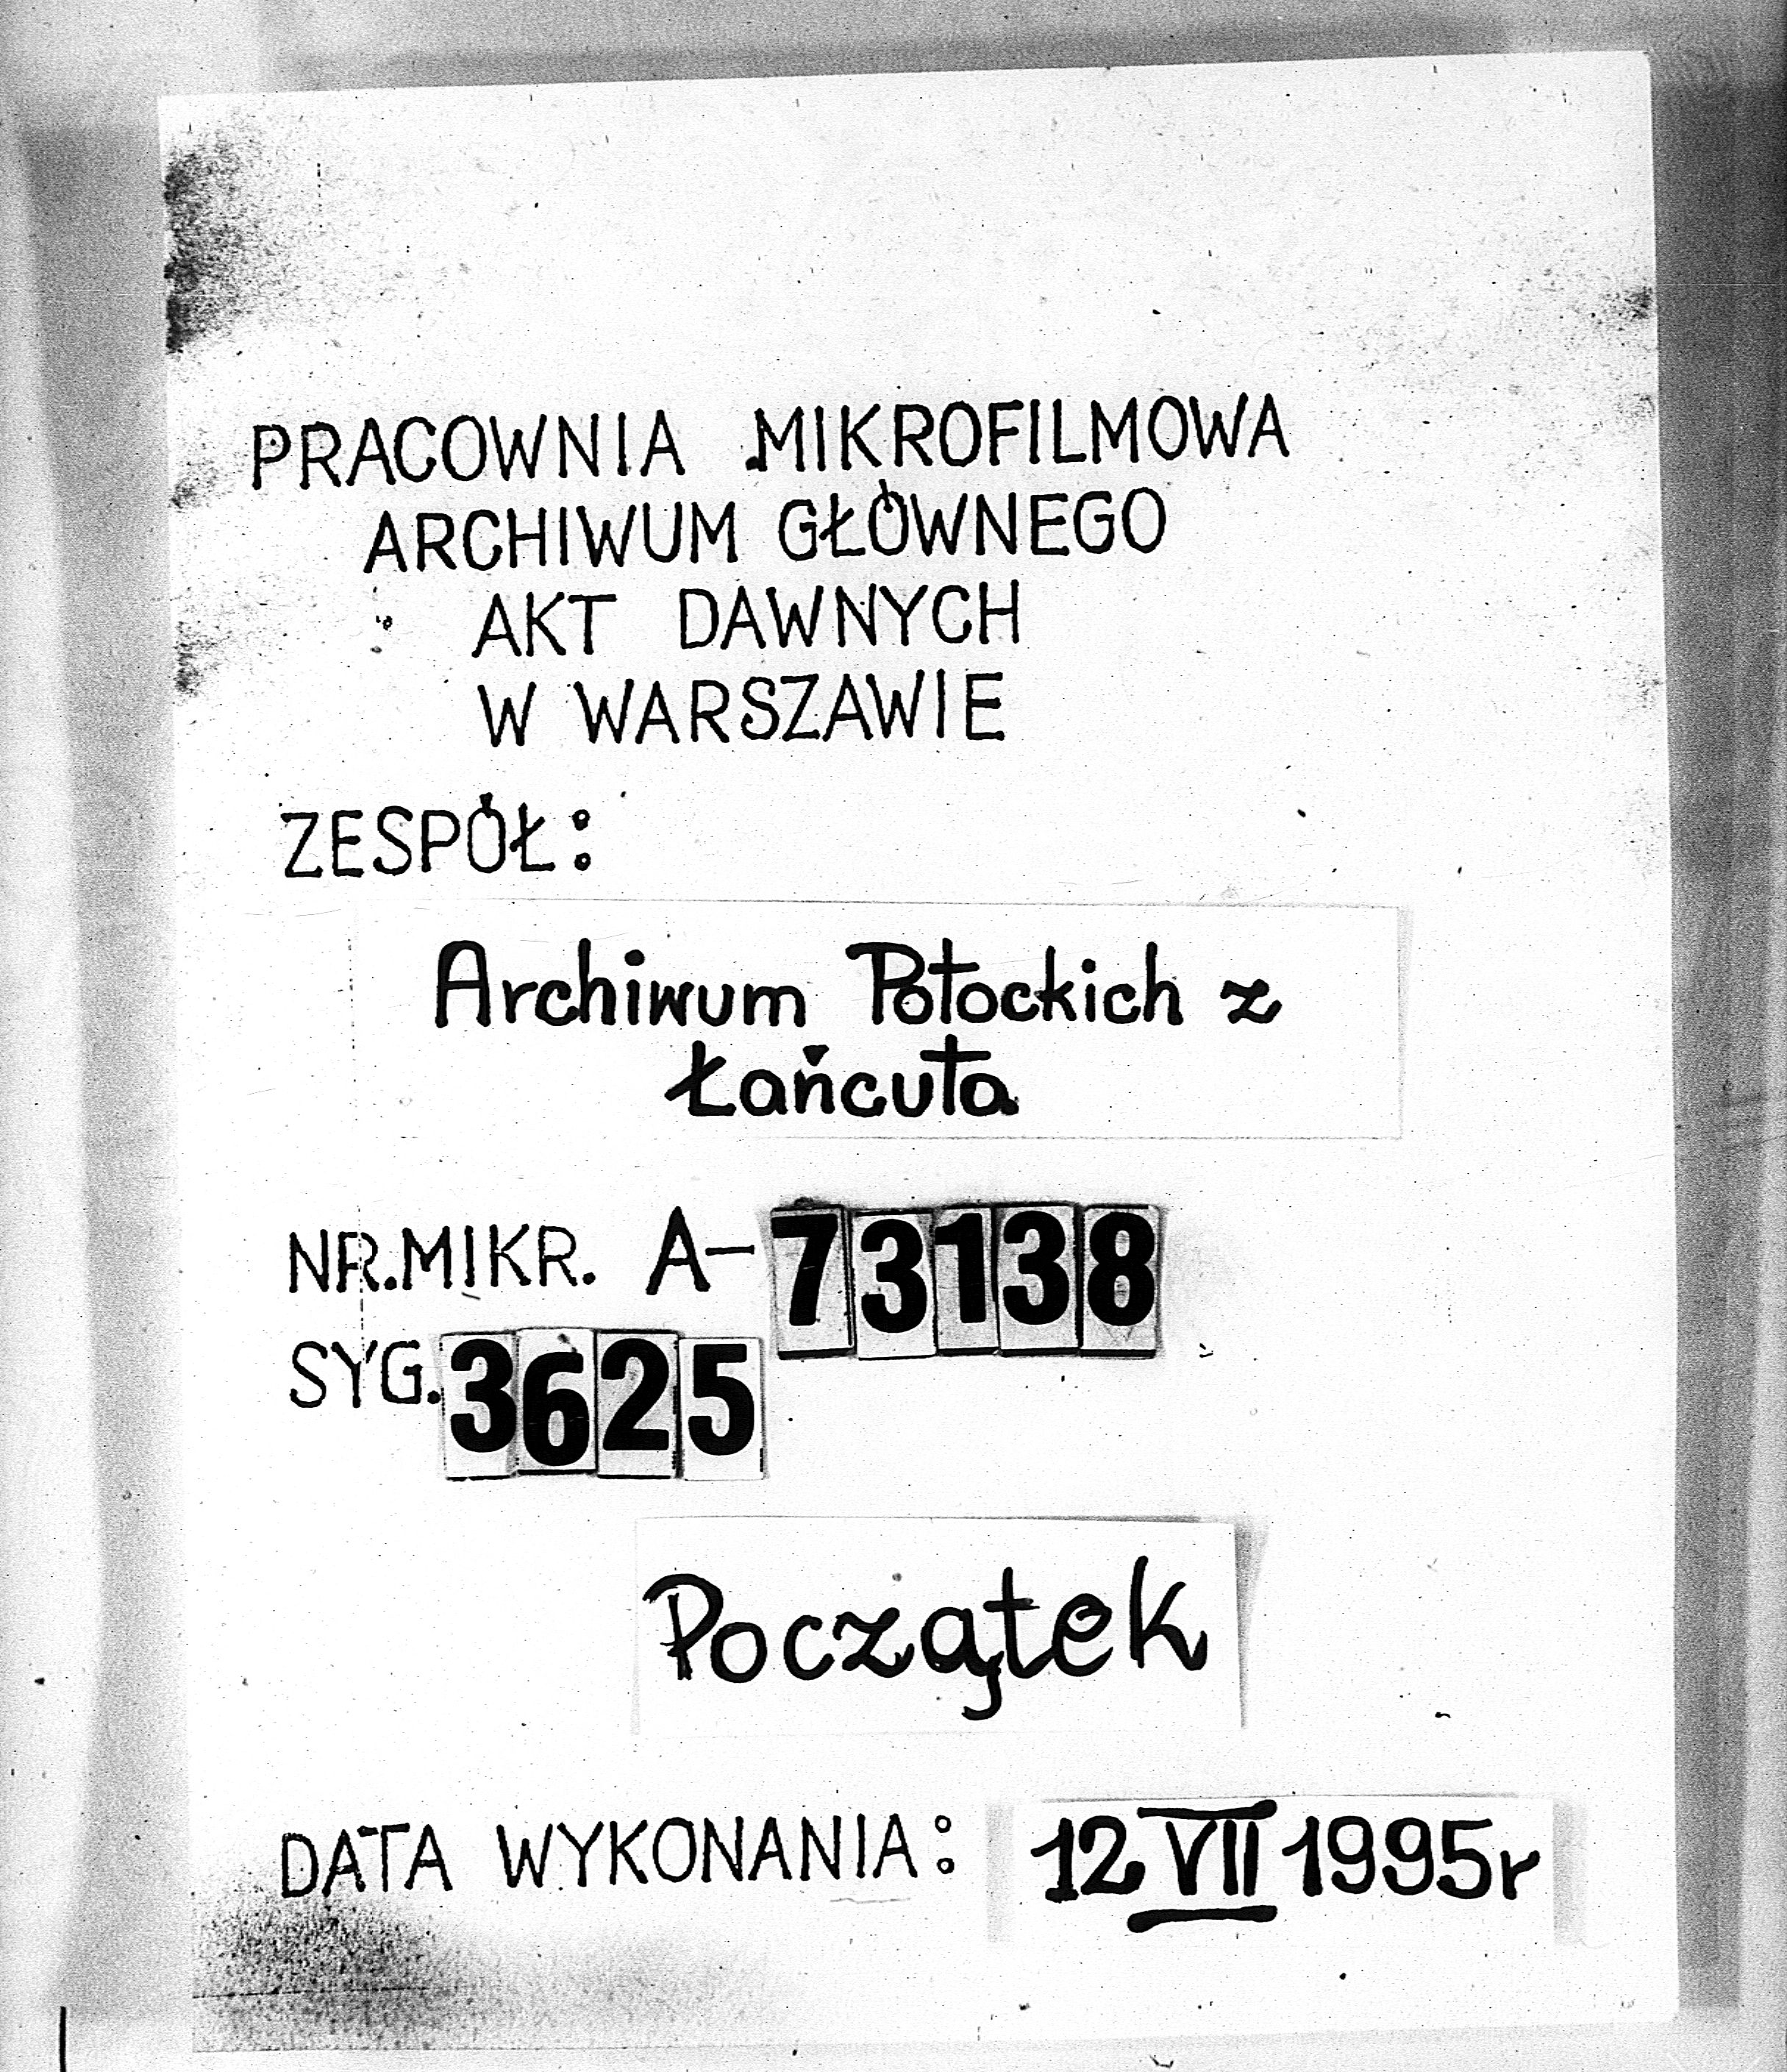 PRACOWNIA MIKROFILMOWA
ARCHIWUM GŁÓWNEGO
AKT DAWNYCH
W WARSZAWIE
ZESPÓŁ:
Archiwum Potockich z
Łańcuta
NR.MIKR. A-73138
SYG.3625
Początek
DATA WYKONANIA: 12 VII 1995r